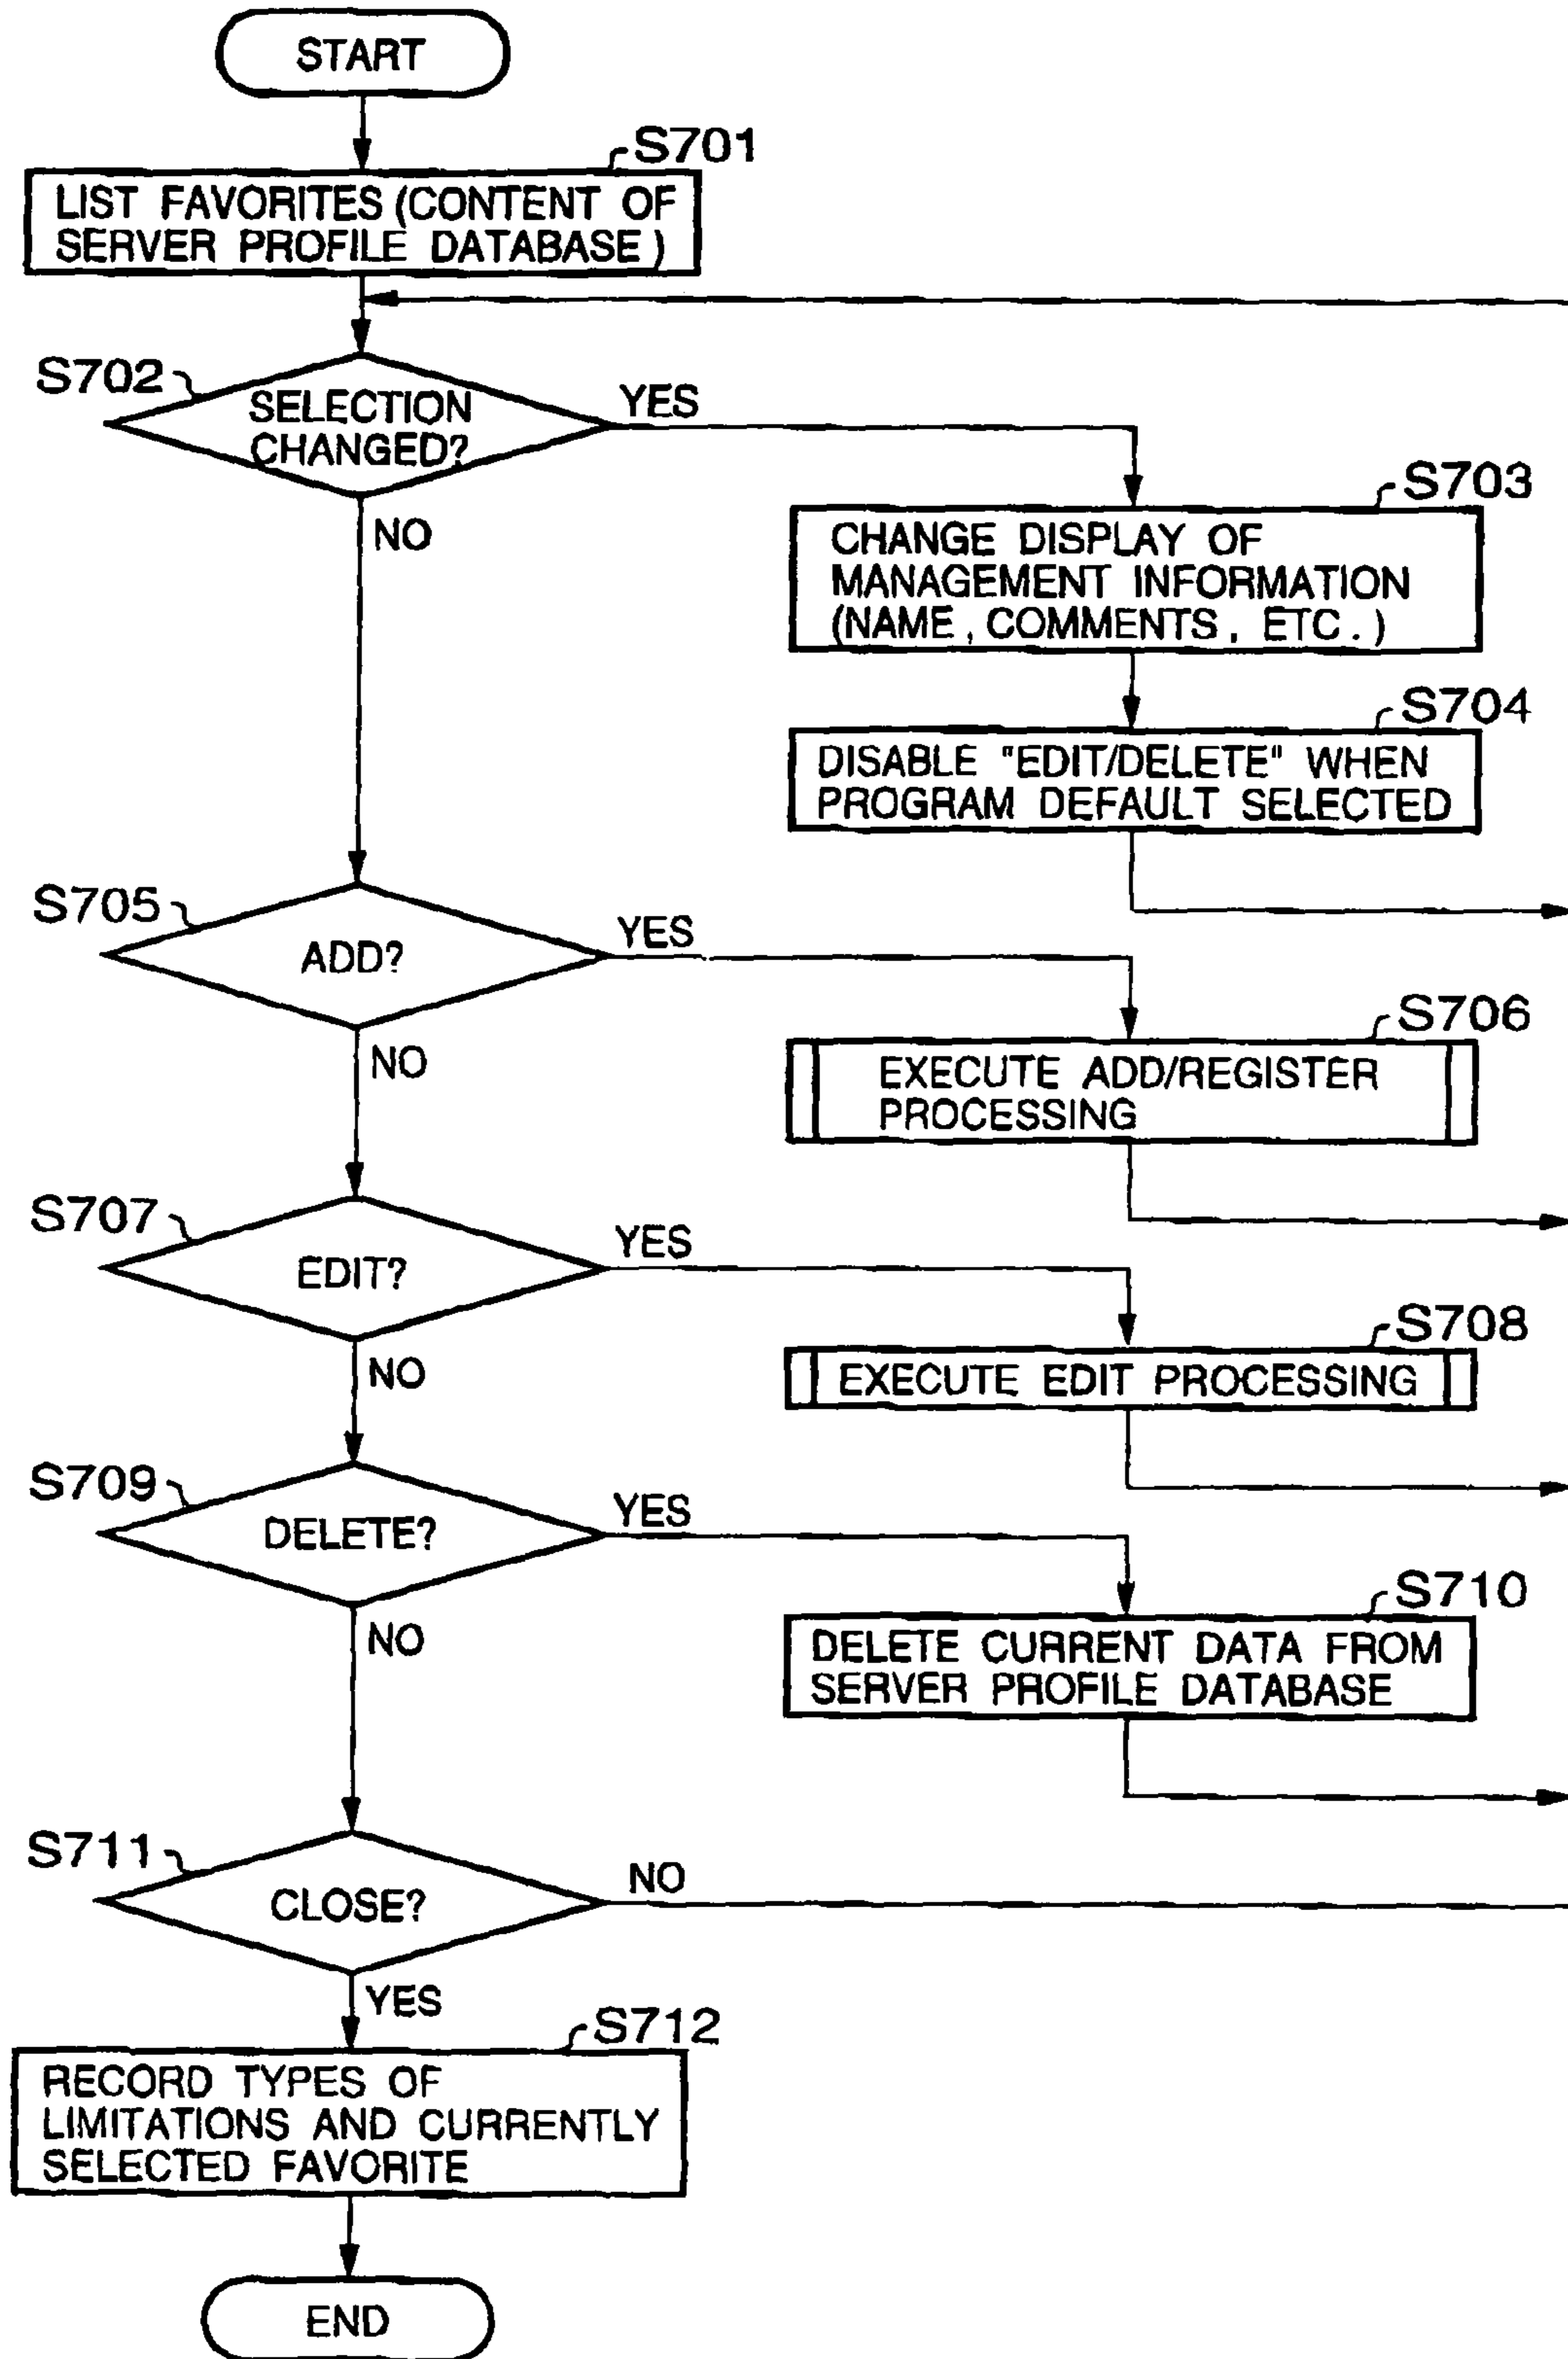 START
S701
LIST FAVORITES (CONTENT OF
SERVER PROFILE DATABASE)
S702
SELECTION
CHANGED?
YES
NO
S703
CHANGE DISPLAY OF
MANAGEMENT INFORMATION
(NAME, COMMENTS, ETC.)
S704
DISABLE "EDIT/DELETE" WHEN
PROGRAM DEFAULT SELECTED
S705
ADD?
YES
NO
S706
EXECUTE ADD/REGISTER
PROCESSING
S707
EDIT?
YES
NO
S708
EXECUTE EDIT PROCESSING
S709
DELETE?
YES
NO
S710
DELETE CURRENT DATA FROM
SERVER PROFILE DATABASE
S711
CLOSE?
NO
YES
S712
RECORD TYPES OF
LIMITATIONS AND CURRENTLY
SELECTED FAVORITE
END